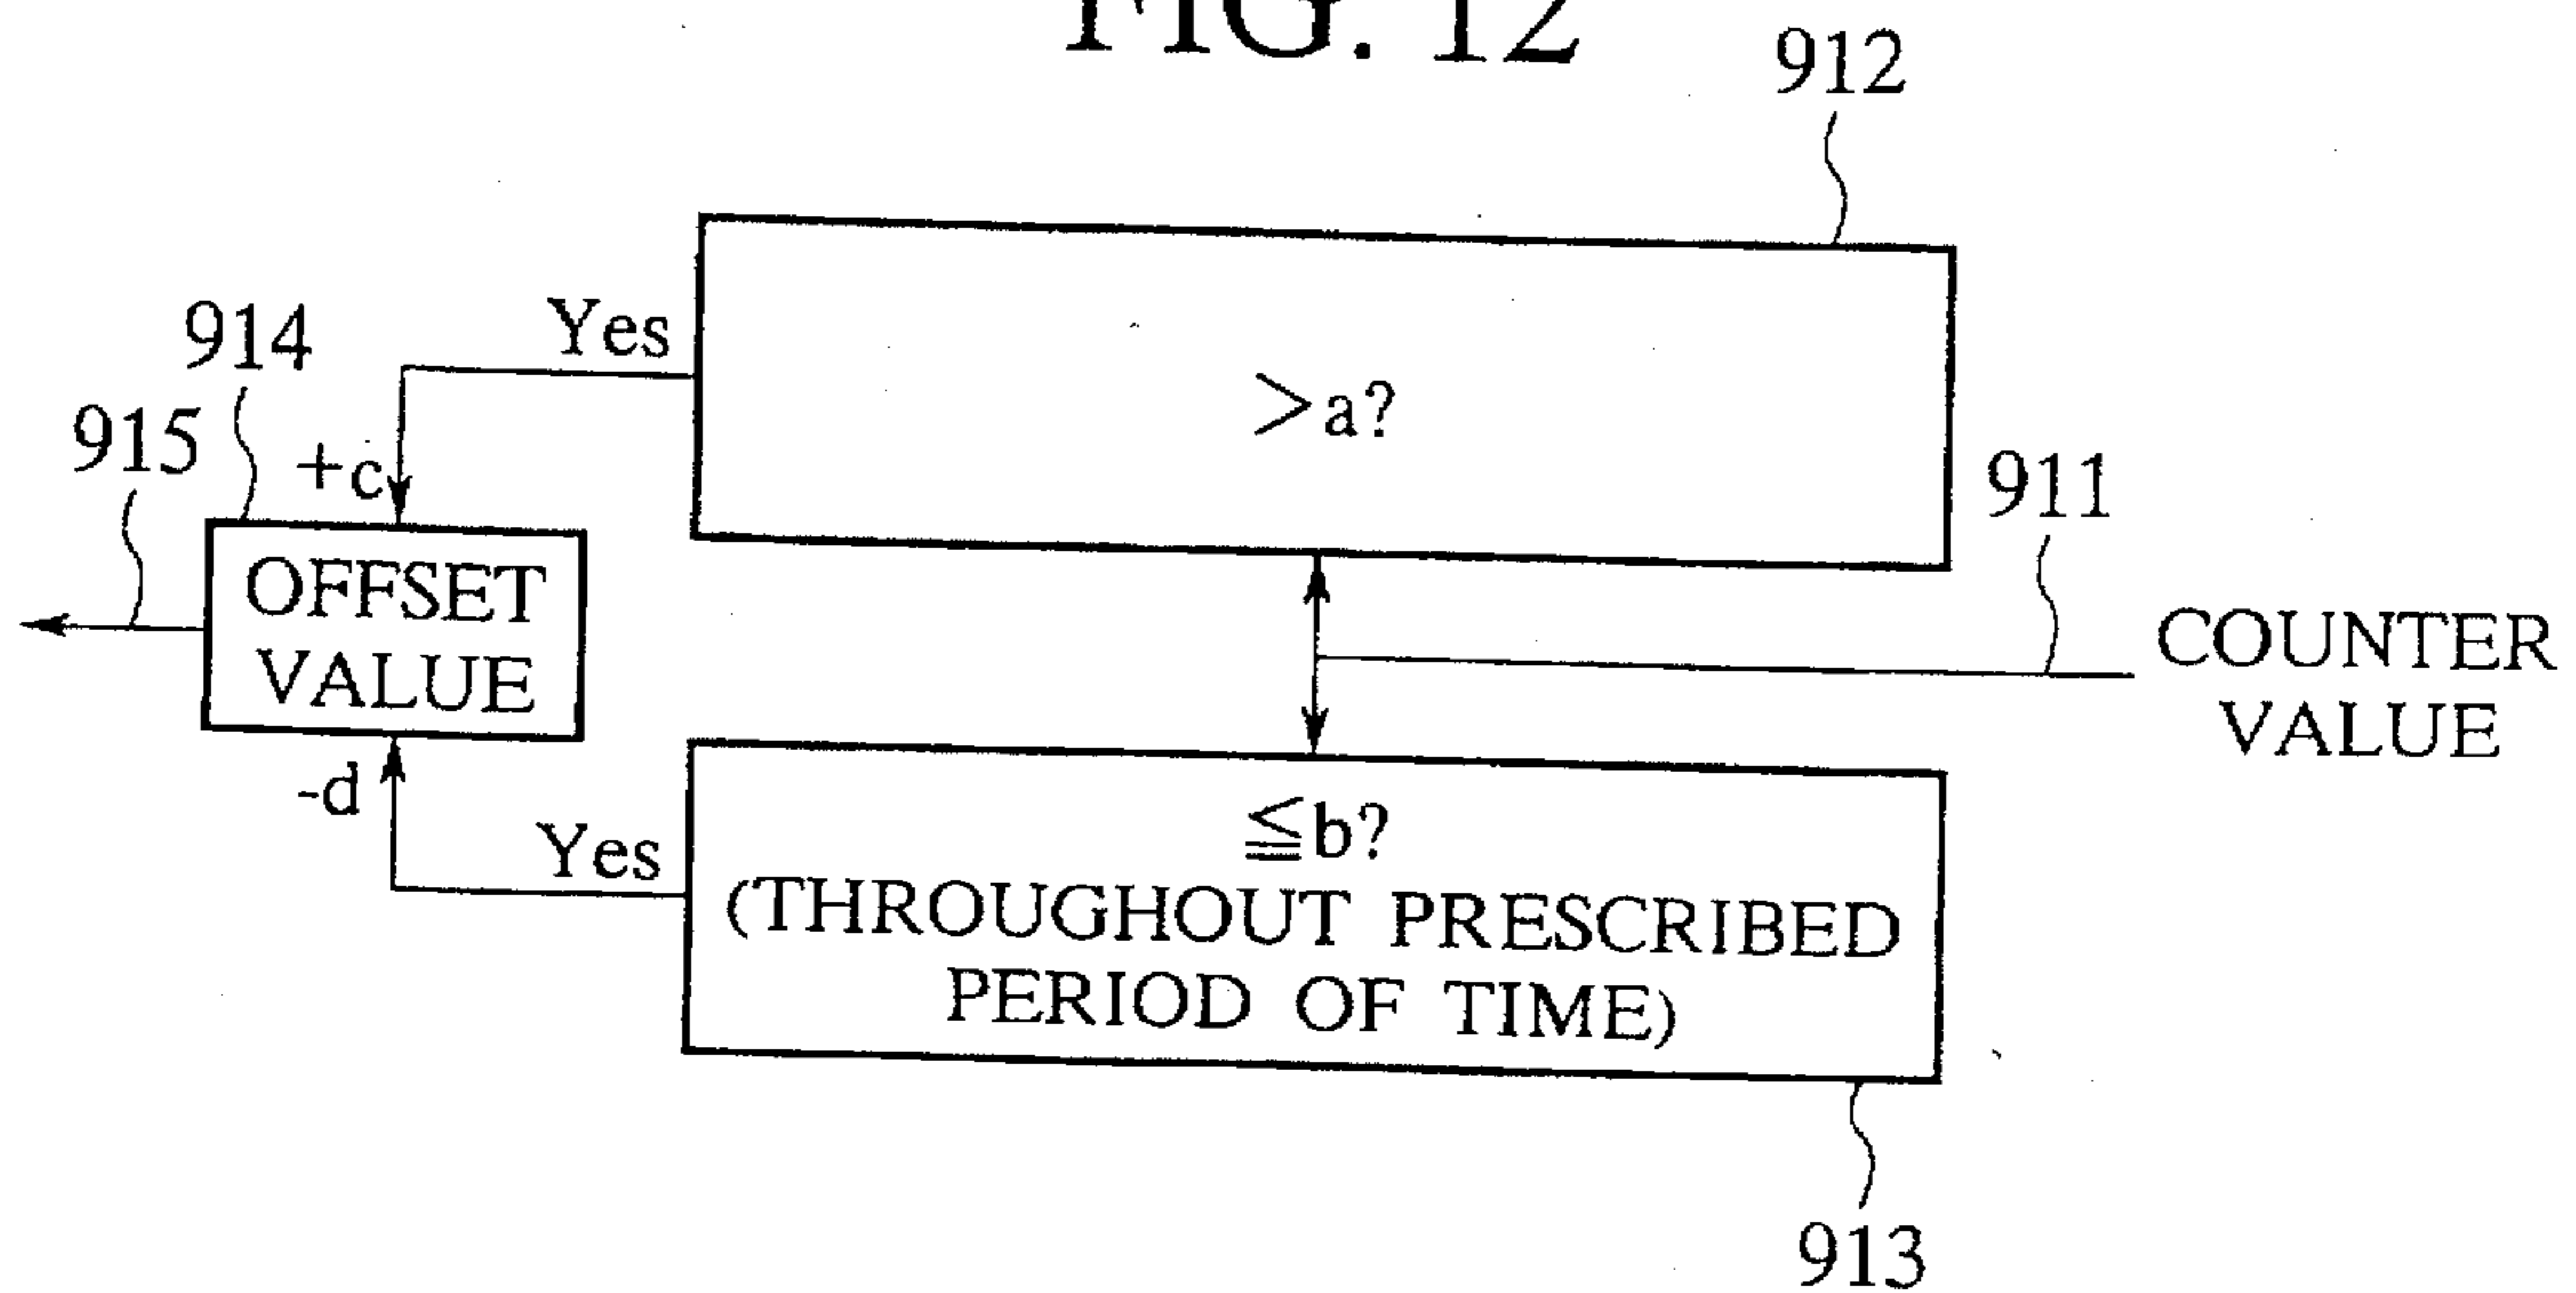 FIG. 12
912
Yes
914
>a?
915
+c
911
OFFSET
VALUE
COUNTER
VALUE
-d
Yes
≦b?
(THROUGHOUT PRESCRIBED
PERIOD OF TIME)
913